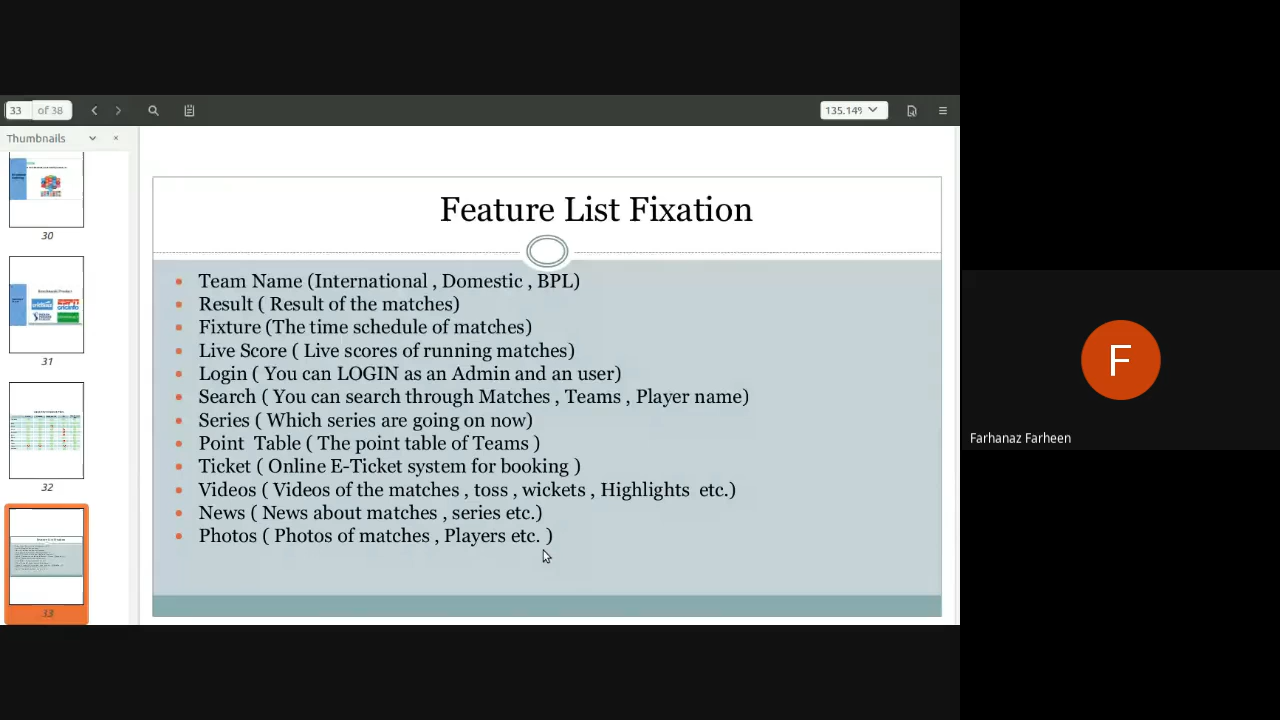 33 of 38
135.14%
Thumbnails
30
31
32
33
Feature List Fixation
Team Name (International , Domestic , BPL)
Result ( Result of the matches)
Fixture (The time schedule of matches)
Live Score ( Live scores of running matches)
Login ( You can LOGIN as an Admin and an user)
Search ( You can search through Matches , Teams , Player name)
Series ( Which series are going on now)
Point Table ( The point table of Teams )
Ticket ( Online E-Ticket system for booking )
Videos ( Videos of the matches , toss , wickets , Highlights etc.)
News ( News about matches , series etc.)
Photos ( Photos of matches , Players etc. )
F
Farhanaz Farheen